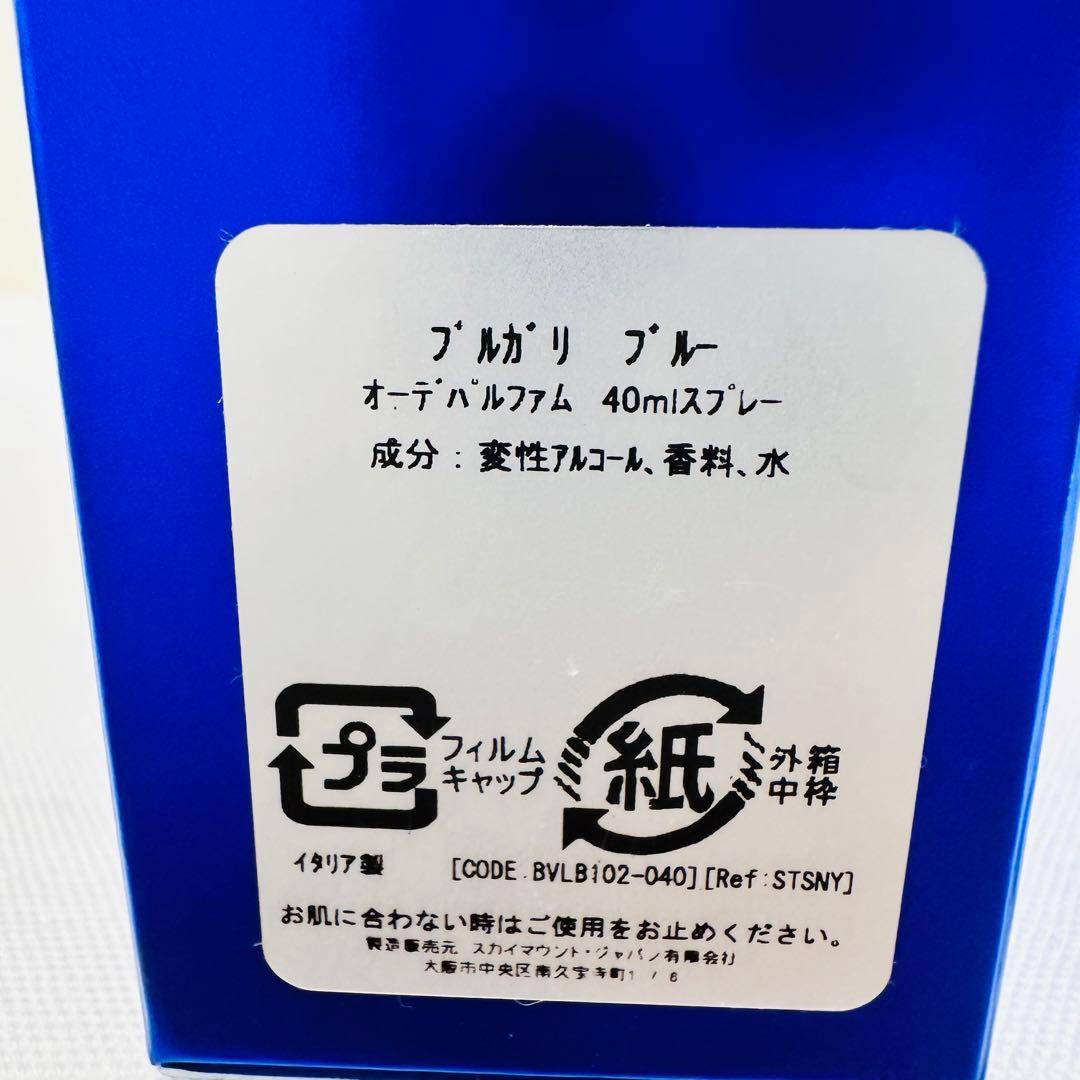 ブルガリ　ブルー
オーデパルファム　40mlスプレー
成分：変性ｱﾙｺｰﾙ、香料、水
プラ
フィルム
キャップ
紙
外箱
中枠
イタリア製　[CODE.BVLB102-040][Ref:STSNY]
お肌に合わない時はご使用をお止めください。
製造販売元　スカイマウント・ジャパン有限会社
大阪市中央区南久宝寺町